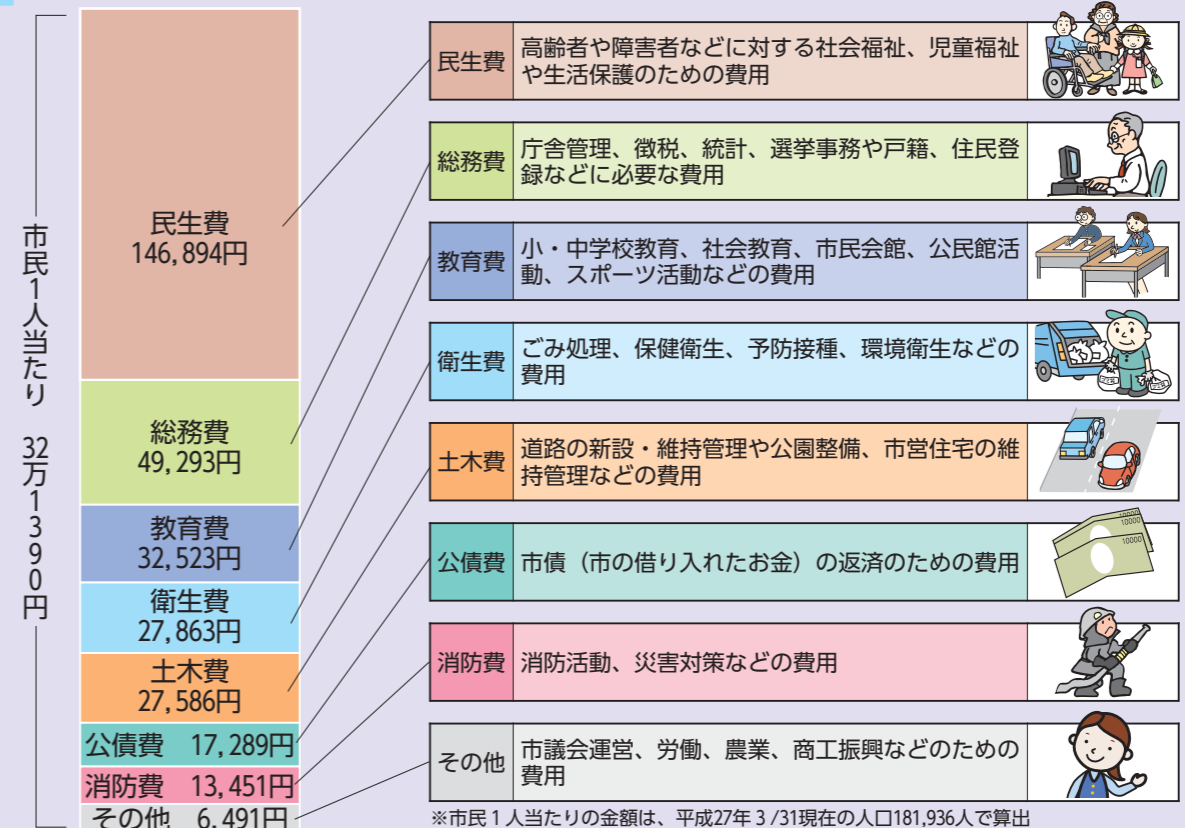 市民1人当たり 32万1390円
民生費
146,894円
総務費
49,293円
教育費
32,523円
衛生費
27,863円
土木費
27,586円
公債費 17,289円
消防費 13,451円
その他 6,491円
民生費
高齢者や障害者などに対する社会福祉、児童福祉
や生活保護のための費用
総務費
庁舎管理、徴税、統計、選挙事務や戸籍、住民登
録などに必要な費用
教育費
小・中学校教育、社会教育、市民会館、公民館活
動、スポーツ活動などの費用
衛生費
ごみ処理、保健衛生、予防接種、環境衛生などの
費用
土木費
道路の新設・維持管理や公園整備、市営住宅の維
持管理などの費用
公債費
市債（市の借り入れたお金）の返済のための費用
10000
10000
10000
消防費
消防活動、災害対策などの費用
その他
市議会運営、労働、農業、商工振興などのための
費用
※市民1人当たりの金額は、平成27年3/31現在の人口181,936人で算出